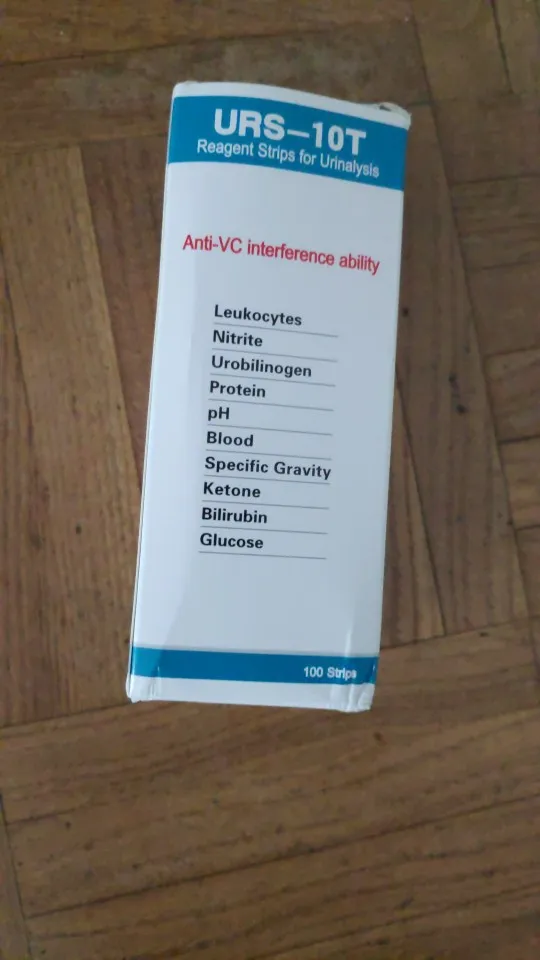 URS–10T
Reagent Strips for Urinalysis
Anti-VC interference ability
Leukocytes
Nitrite
Urobilinogen
Protein
pH
Blood
Specific Gravity
Ketone
Bilirubin
Glucose
100 Strips